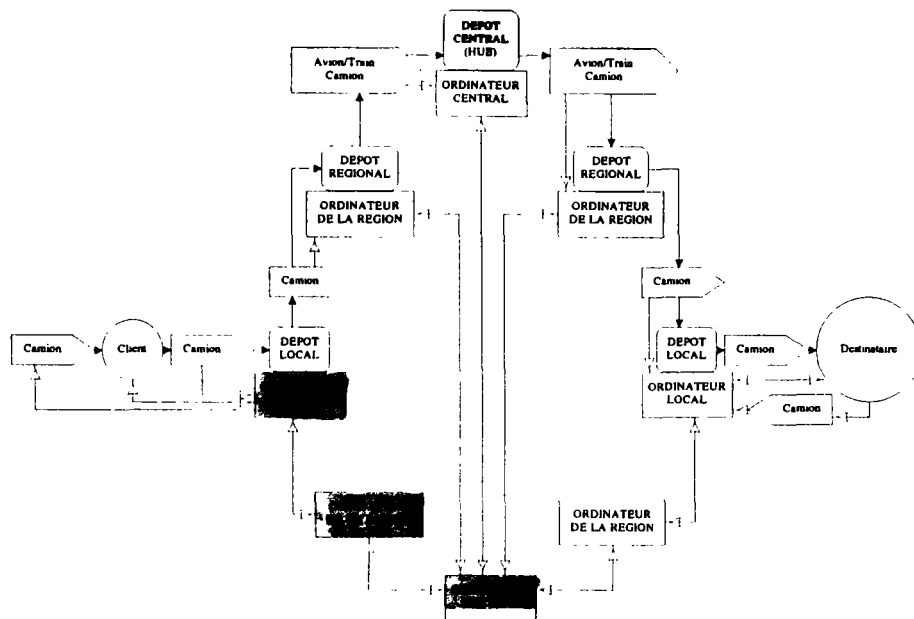 DEPOT
CENTRAL
(HUB)
Avion/Train
Camion
ORDINATEUR
CENTRAL
Avion/Train
Camion
DEPOT
REGIONAL
ORDINATEUR
DE LA REGION
DEPOT
REGIONAL
ORDINATEUR
DE LA REGION
Camion
Camion
Camion
Client
Camion
DEPOT
LOCAL
DEPOT
LOCAL
Camion
Destinataire
ORDINATEUR
LOCAL
Camion
ORDINATEUR
DE LA REGION